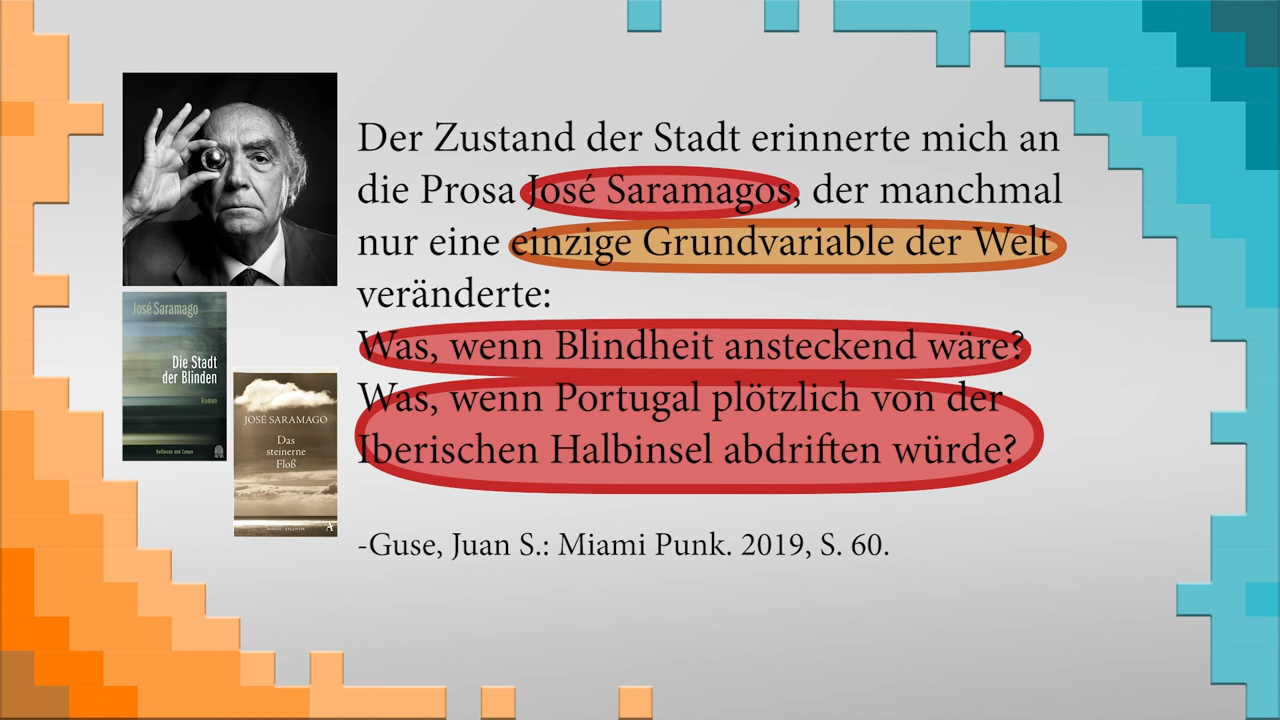 Der Zustand der Stadt erinnerte mich an
die Prosa José Saramagos, der manchmal
nur eine einzige Grundvariable der Welt
veränderte:
Was, wenn Blindheit ansteckend wäre?
Was, wenn Portugal plötzlich von der
Iberischen Halbinsel abdriften würde?
-Guse, Juan S.: Miami Punk. 2019, S. 60.
José Saramago
Die Stadt
der Blinden
Roman
Hoffmann und Campe
JOSÉ SARAMAGO
Das
steinerne
Floß
ROMAN · ATLANTIK
A